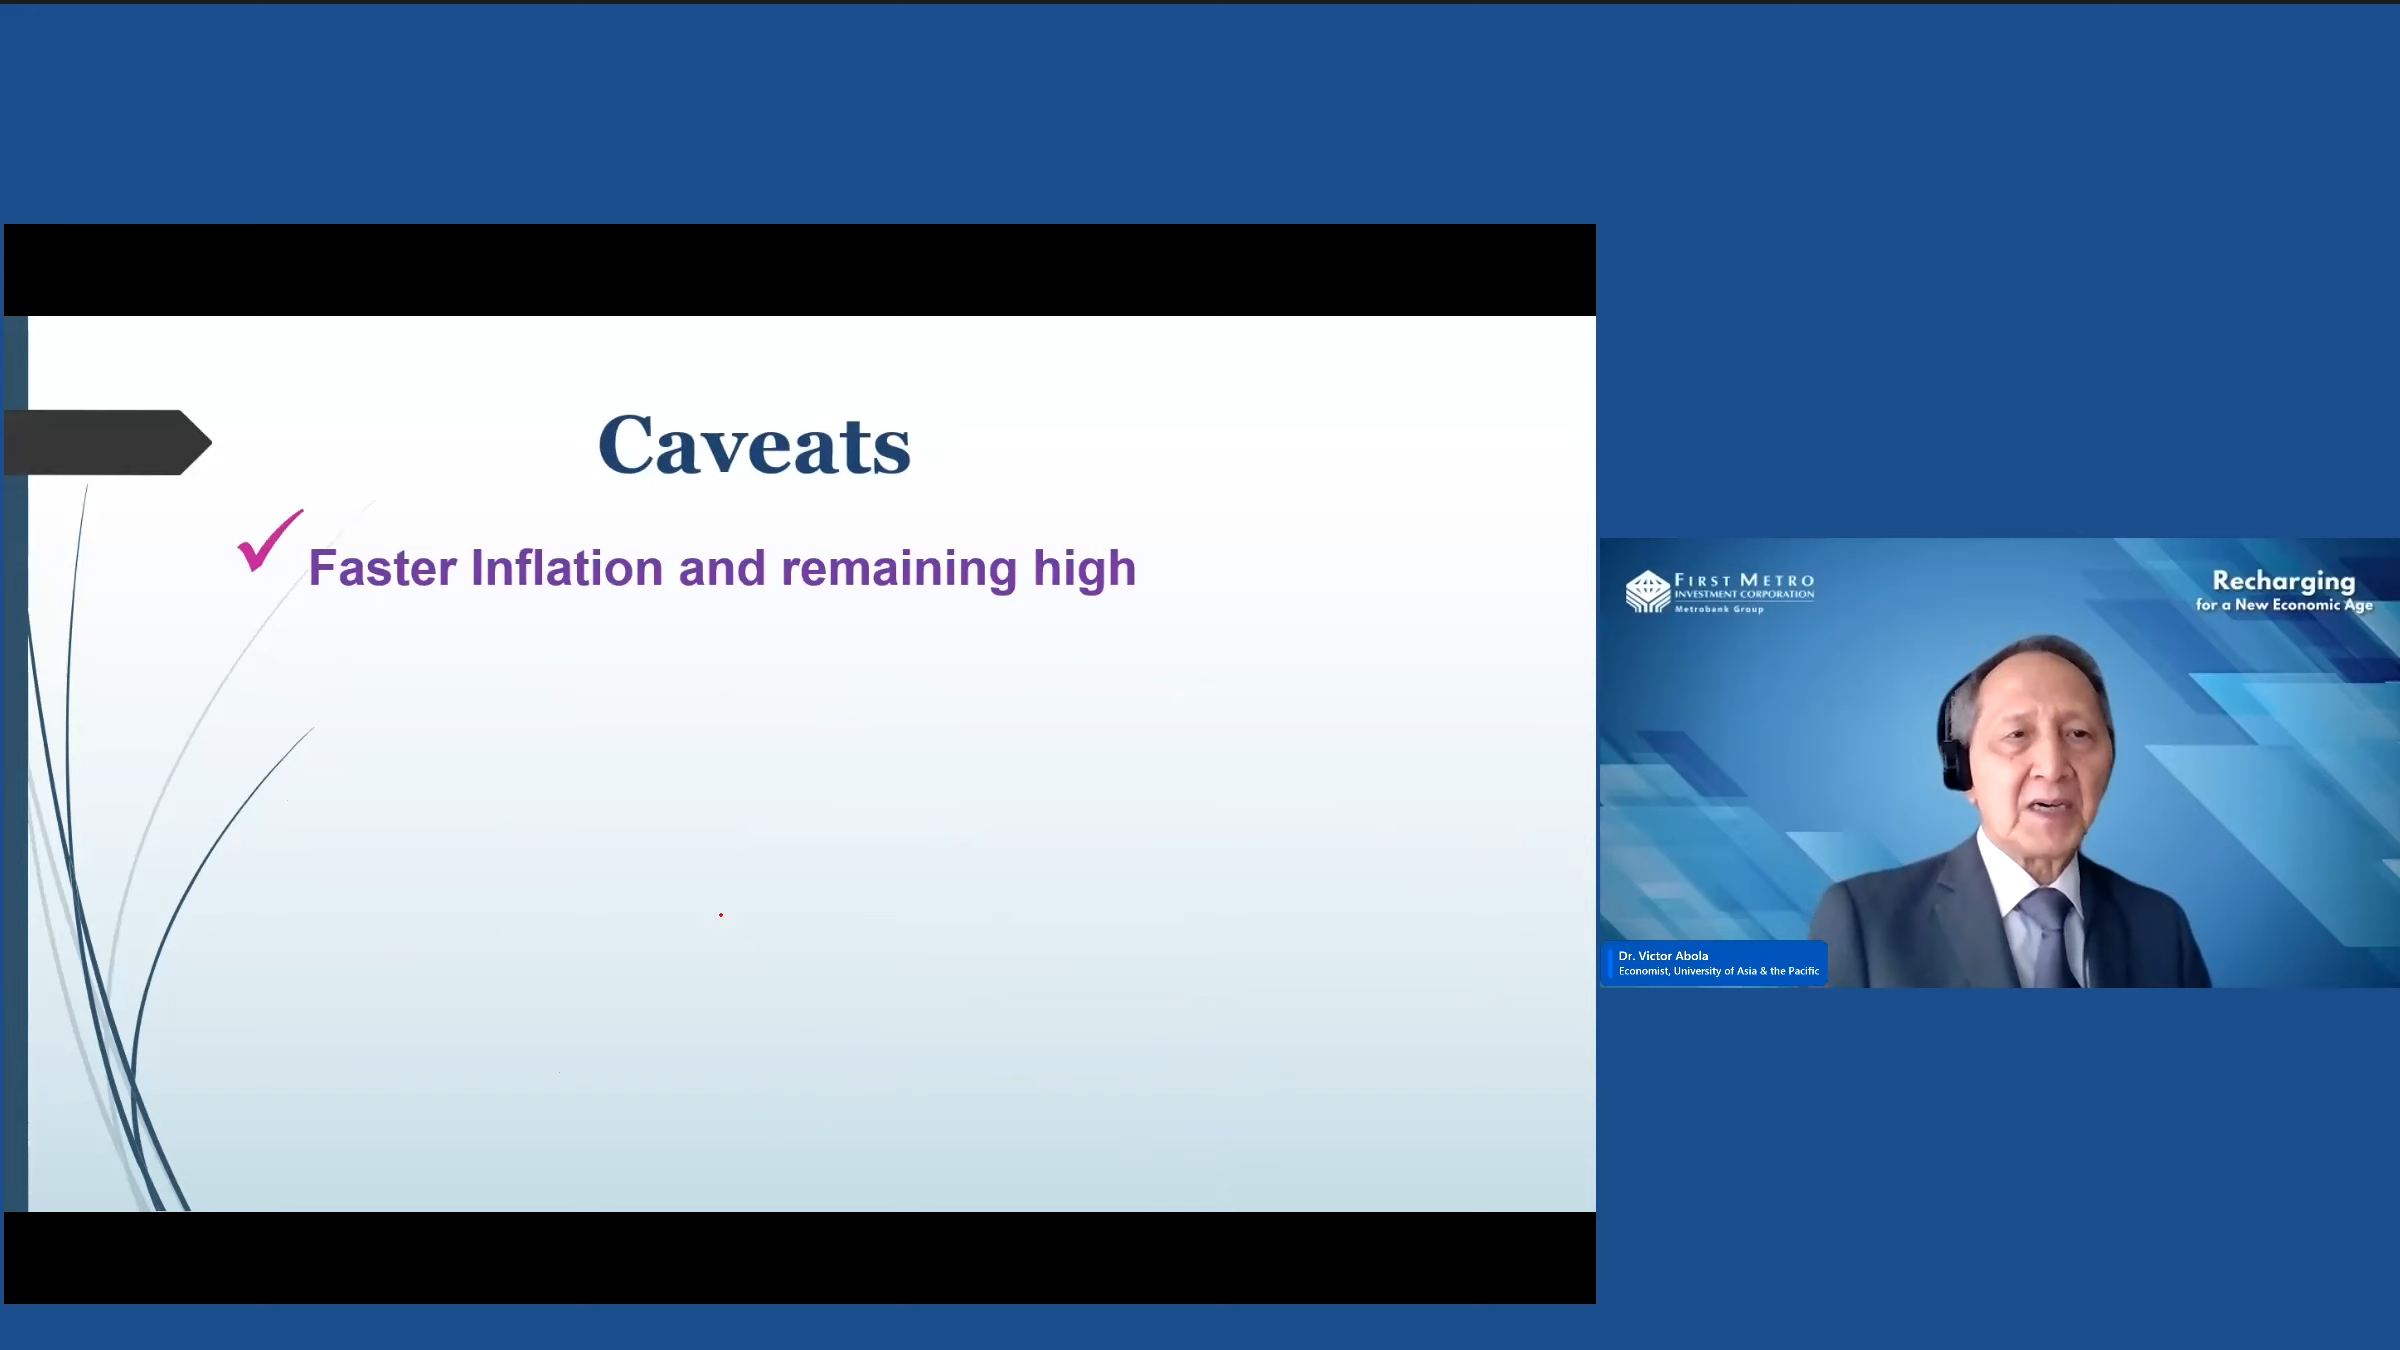 Caveats
Faster Inflation and remaining high
FIRST METRO
INVESTMENT CORPORATION
Metrobank Group
Recharging
for a New Economic Age
Dr. Victor Abola
Economist, University of Asia & the Pacific